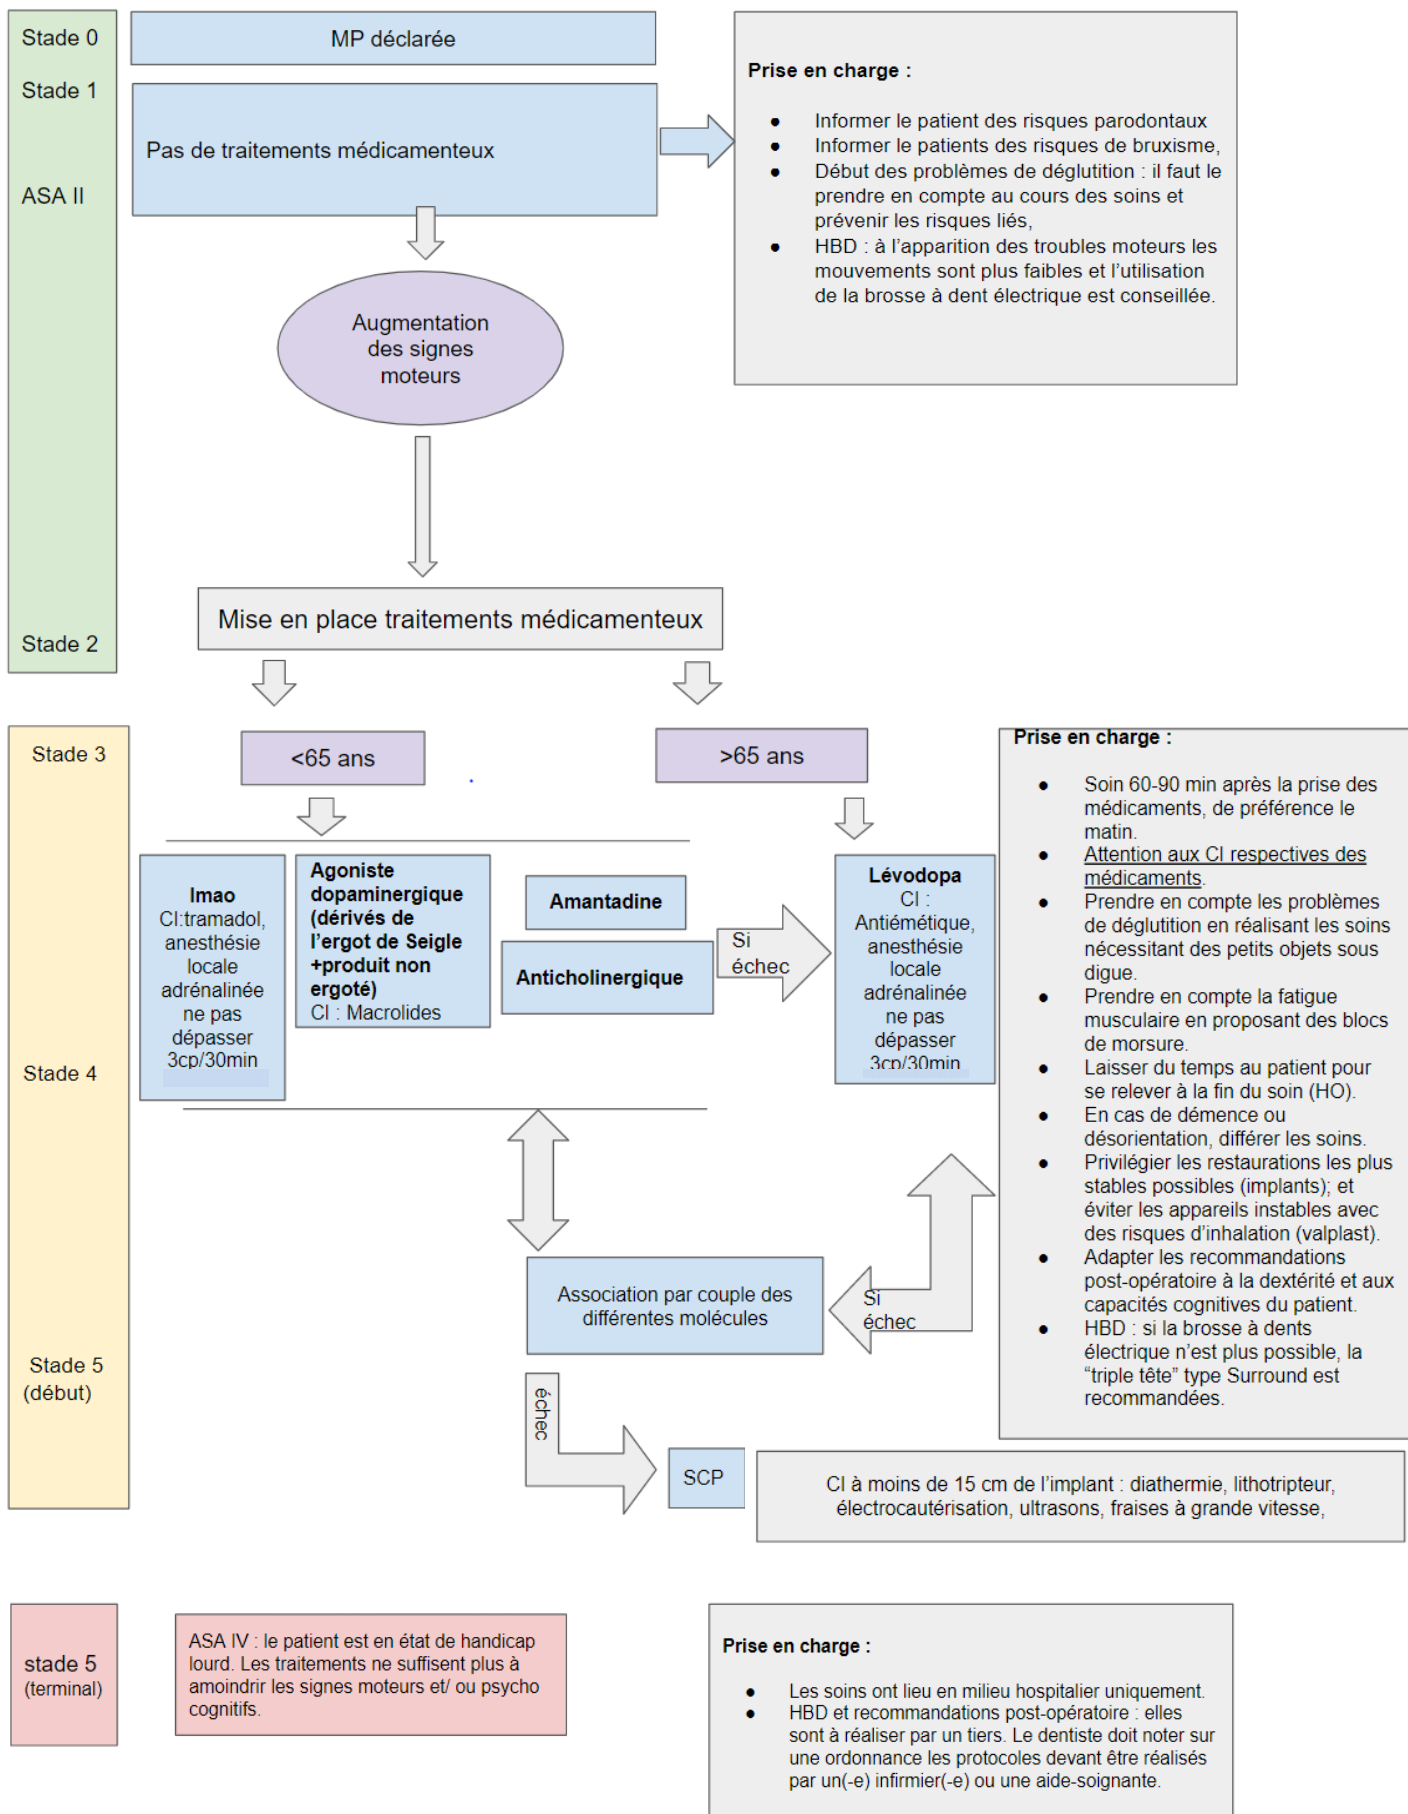 Stade 0
MP déclarée
Stade 1
Pas de traitements médicamenteux
ASA II
Prise en charge :
● Informer le patient des risques parodontaux
● Informer le patients des risques de bruxisme,
● Début des problèmes de déglutition : il faut le
prendre en compte au cours des soins et
prévenir les risques liés,
● HBD : à l’apparition des troubles moteurs les
mouvements sont plus faibles et l’utilisation
de la brosse à dent électrique est conseillée.
Augmentation
des signes
moteurs
Mise en place traitements médicamenteux
Stade 2
Stade 3
<65 ans
>65 ans
Imao
CI:tramadol,
anesthésie
locale
adrénalinée
ne pas
dépasser
3cp/30min
Agoniste
dopaminergique
(dérivés de
l’ergot de Seigle
+produit non
ergoté)
CI : Macrolides
Amantadine
Anticholinergique
Si
échec
Lévodopa
CI :
Antiémétique,
anesthésie
locale
adrénalinée
ne pas
dépasser
3cp/30min
Stade 4
Prise en charge :
● Soin 60-90 min après la prise des
médicaments, de préférence le
matin.
● Attention aux CI respectives des
médicaments.
● Prendre en compte les problèmes
de déglutition en réalisant les soins
nécessitant des petits objets sous
digue.
● Prendre en compte la fatigue
musculaire en proposant des blocs
de morsure.
● Laisser du temps au patient pour
se relever à la fin du soin (HO).
● En cas de démence ou
désorientation, différer les soins.
● Privilégier les restaurations les plus
stables possibles (implants); et
éviter les appareils instables avec
des risques d’inhalation (valplast).
● Adapter les recommandations
post-opératoire à la dextérité et aux
capacités cognitives du patient.
● HBD : si la brosse à dents
électrique n’est plus possible, la
“triple tête” type Surround est
recommandées.
Association par couple des
différentes molécules
Si
échec
Stade 5
(début)
échec
SCP
CI à moins de 15 cm de l’implant : diathermie, lithotripteur,
électrocautérisation, ultrasons, fraises à grande vitesse,
stade 5
(terminal)
ASA IV : le patient est en état de handicap
lourd. Les traitements ne suffisent plus à
amoindrir les signes moteurs et/ ou psycho
cognitifs.
Prise en charge :
● Les soins ont lieu en milieu hospitalier uniquement.
● HBD et recommandations post-opératoire : elles
sont à réaliser par un tiers. Le dentiste doit noter sur
une ordonnance les protocoles devant être réalisés
par un(-e) infirmier(-e) ou une aide-soignante.